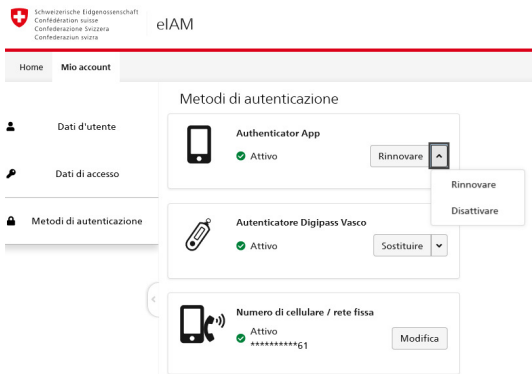 Schweizerische Eidgenossenschaft
Confédération suisse
Confederazione Svizzera
Confederaziun svizra
eIAM
Home
Mio account
Metodi di autenticazione
Dati d'utente
Dati di accesso
Metodi di autenticazione
Authenticator App
Attivo
Rinnovare
Rinnovare
Disattivare
Autenticatore Digipass Vasco
Attivo
Sostituire
Numero di cellulare / rete fissa
Attivo
**********61
Modifica